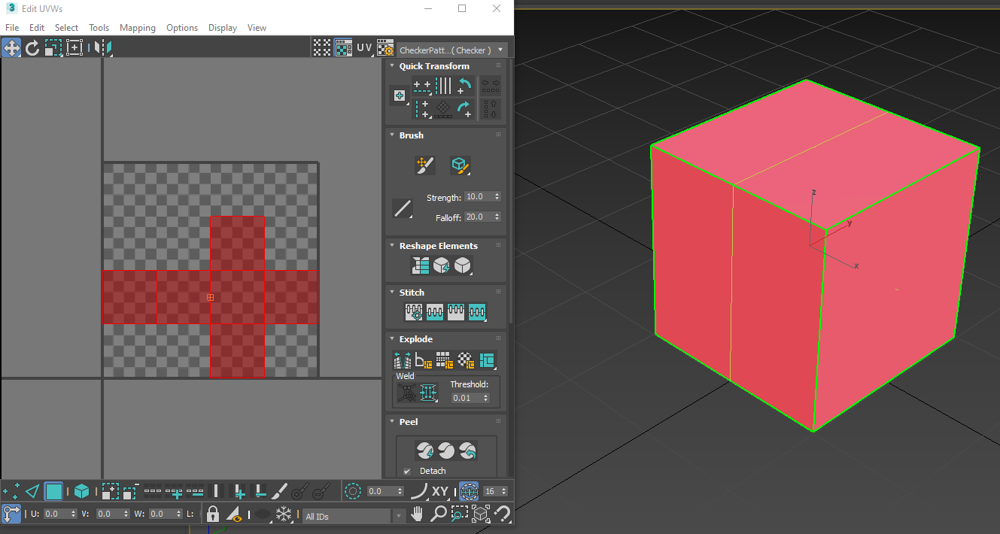 3 Edit UVWs
File Edit Select Tools Mapping Options Display View
UV CheckerPatt...( Checker )
Quick Transform
Brush
Strength: 10.0
Falloff: 20.0
Reshape Elements
Stitch
Explode
Weld
Threshold:
0.01
Peel
Detach
0.0 XY 16
U: 0.0 V: 0.0 W: 0.0 L: All IDs
z
y
x